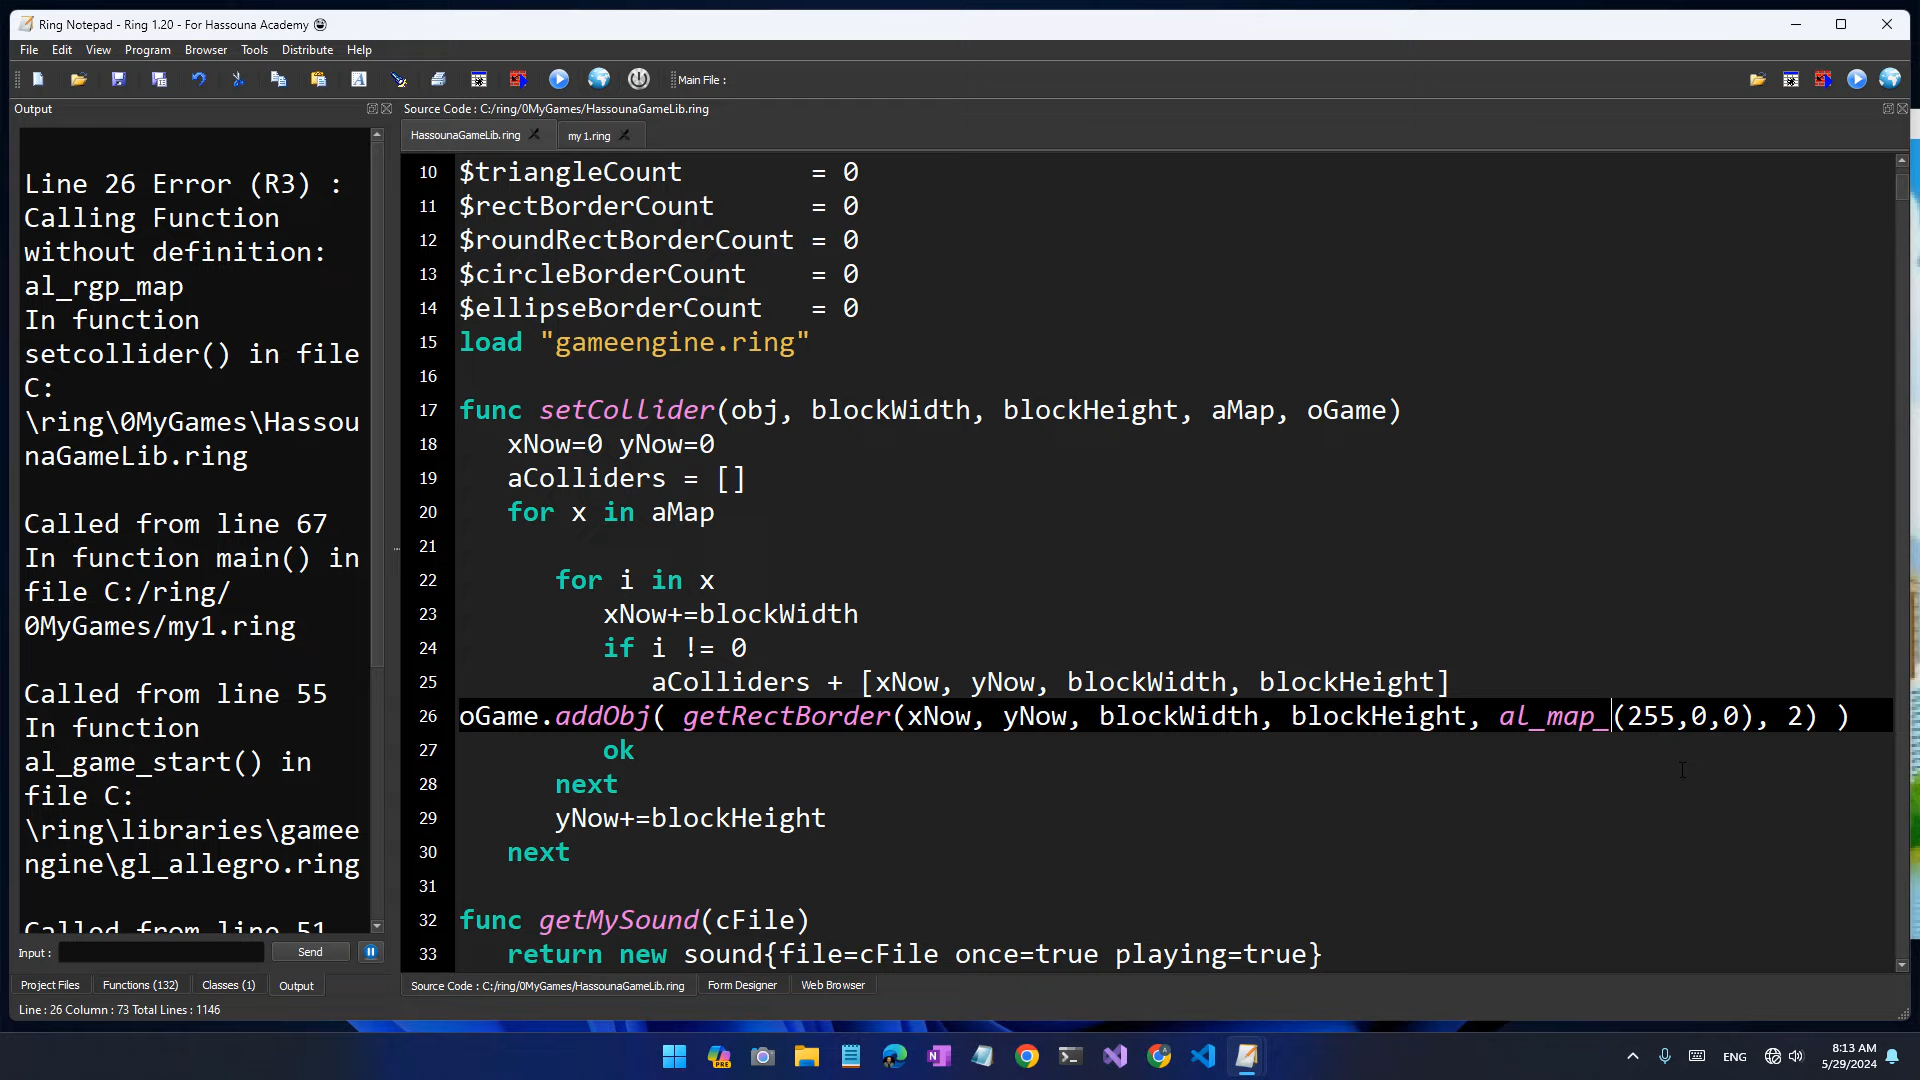 Ring Notepad - Ring 1.20 - For Hassouna Academy 😀
File Edit View Program Browser Tools Distribute Help
Main File :
Output
Line 26 Error (R3) :
Calling Function
without definition:
al_rgp_map
In function
setcollider() in file
C:
\ring\0MyGames\Hassou
naGameLib.ring
Called from line 67
In function main() in
file C:/ring/
0MyGames/my1.ring
Called from line 55
In function
al_game_start() in
file C:
\ring\libraries\gamee
ngine\gl_allegro.ring
Called from line 51
Input :
Send
Project Files Functions (132) Classes (1) Output
Source Code : C:/ring/0MyGames/HassounaGameLib.ring
HassounaGameLib.ring my1.ring
10 $triangleCount = 0
11 $rectBorderCount = 0
12 $roundRectBorderCount = 0
13 $circleBorderCount = 0
14 $ellipseBorderCount = 0
15 load "gameengine.ring"
16
17 func setCollider(obj, blockWidth, blockHeight, aMap, oGame)
18 xNow=0 yNow=0
19 aColliders = []
20 for x in aMap
21
22 for i in x
23 xNow+=blockWidth
24 if i != 0
25 aColliders + [xNow, yNow, blockWidth, blockHeight]
26 oGame.addObj( getRectBorder(xNow, yNow, blockWidth, blockHeight, al_map_(255,0,0), 2) )
27 ok
28 next
29 yNow+=blockHeight
30 next
31
32 func getMySound(cFile)
33 return new sound{file=cFile once=true playing=true}
Source Code : C:/ring/0MyGames/HassounaGameLib.ring Form Designer Web Browser
Line : 26 Column : 73 Total Lines : 1146
PRE
ENG
8:13 AM
5/29/2024